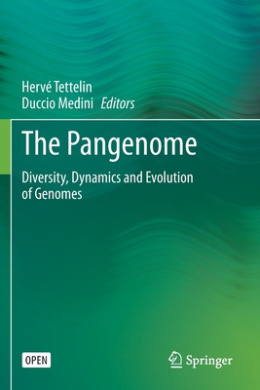 Hervé Tettelin
Duccio Medini Editors
The Pangenome
Diversity, Dynamics and Evolution
of Genomes
OPEN
Springer